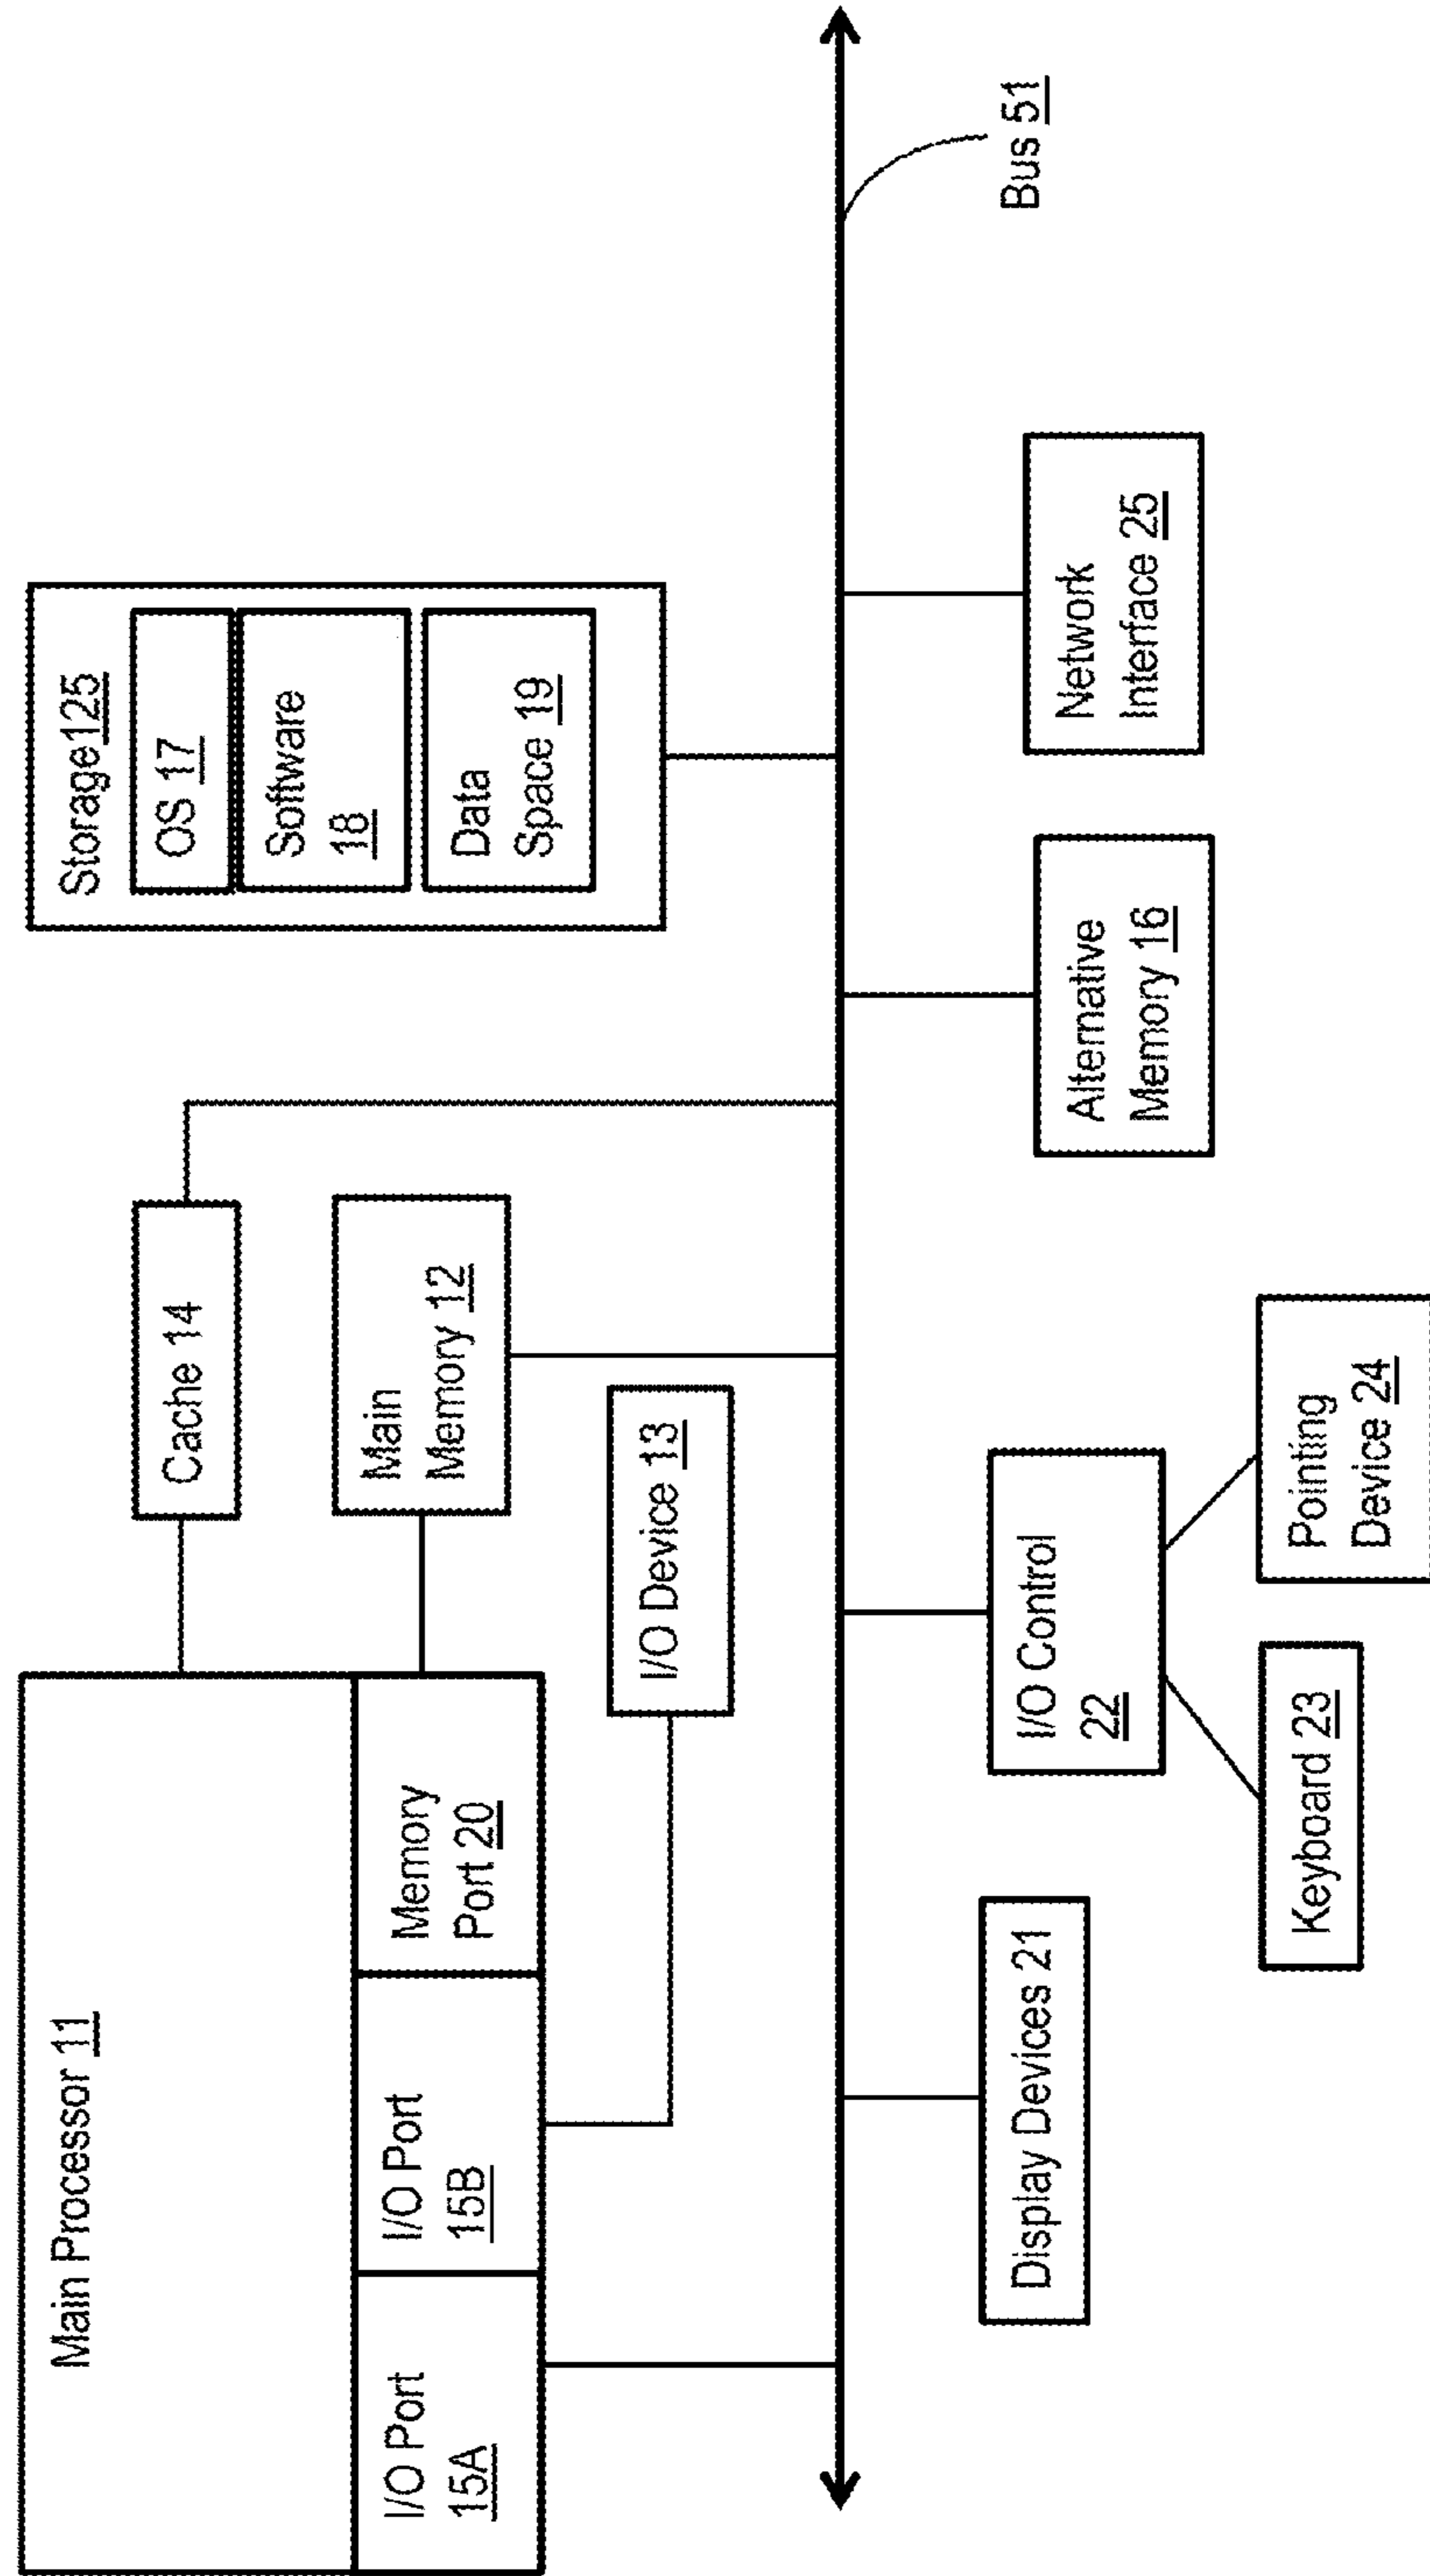 Main Processor 11
I/O Port
15A
I/O Port
15B
Memory
Port 20
Cache 14
Main
Memory 12
I/O Device 13
Storage125
OS 17
Software
18
Data
Space 19
Bus 51
Display Devices 21
I/O Control
22
Keyboard 23
Pointing
Device 24
Alternative
Memory 16
Network
Interface 25